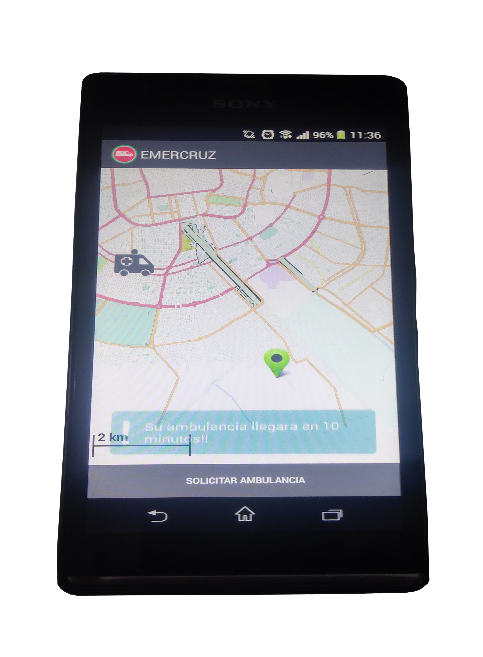 SONY
96% 11:36
EMERCRUZ
Su ambulancia llegara en 10
minutos!!
2 km
SOLICITAR AMBULANCIA